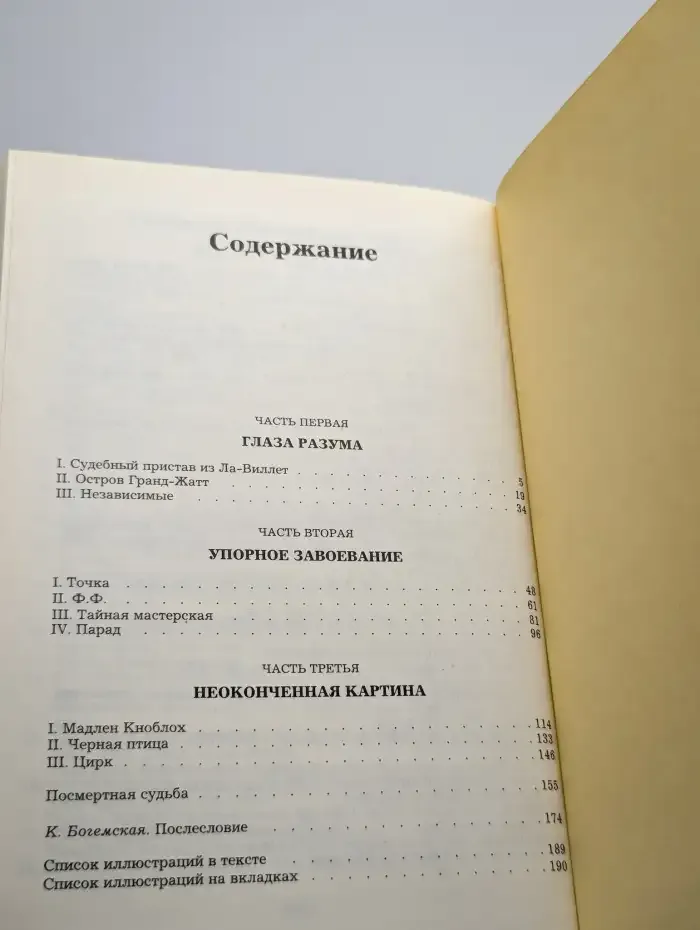 Содержание
ЧАСТЬ ПЕРВАЯ
ГЛАЗА РАЗУМА
I. Судебный пристав из Ла-Виллет . . . . . . . . . . . . 5
II. Остров Гранд-Жатт . . . . . . . . . . . . 19
III. Независимые . . . . . . . . . . . . 34
ЧАСТЬ ВТОРАЯ
УПОРНОЕ ЗАВОЕВАНИЕ
I. Точка . . . . . . . . . . . . 48
II. Ф.Ф. . . . . . . . . . . . . 61
III. Тайная мастерская . . . . . . . . . . . . 81
IV. Парад . . . . . . . . . . . . 96
ЧАСТЬ ТРЕТЬЯ
НЕОКОНЧЕННАЯ КАРТИНА
I. Мадлен Кноблох . . . . . . . . . . . . 114
II. Черная птица . . . . . . . . . . . . 133
III. Цирк . . . . . . . . . . . . 146
Посмертная судьба . . . . . . . . . . . . 155
К. Богемская. Послесловие . . . . . . . . . . . . 174
Список иллюстраций в тексте . . . . . . . . . . . . 189
Список иллюстраций на вкладках . . . . . . . . . . . . 190